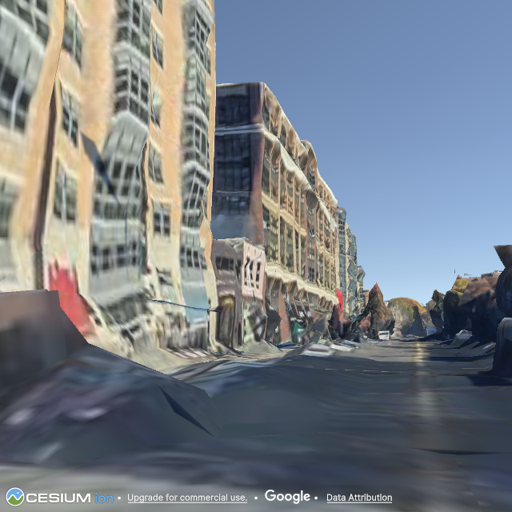 CESIUM ion • Upgrade for commercial use. • Google • Data Attribution